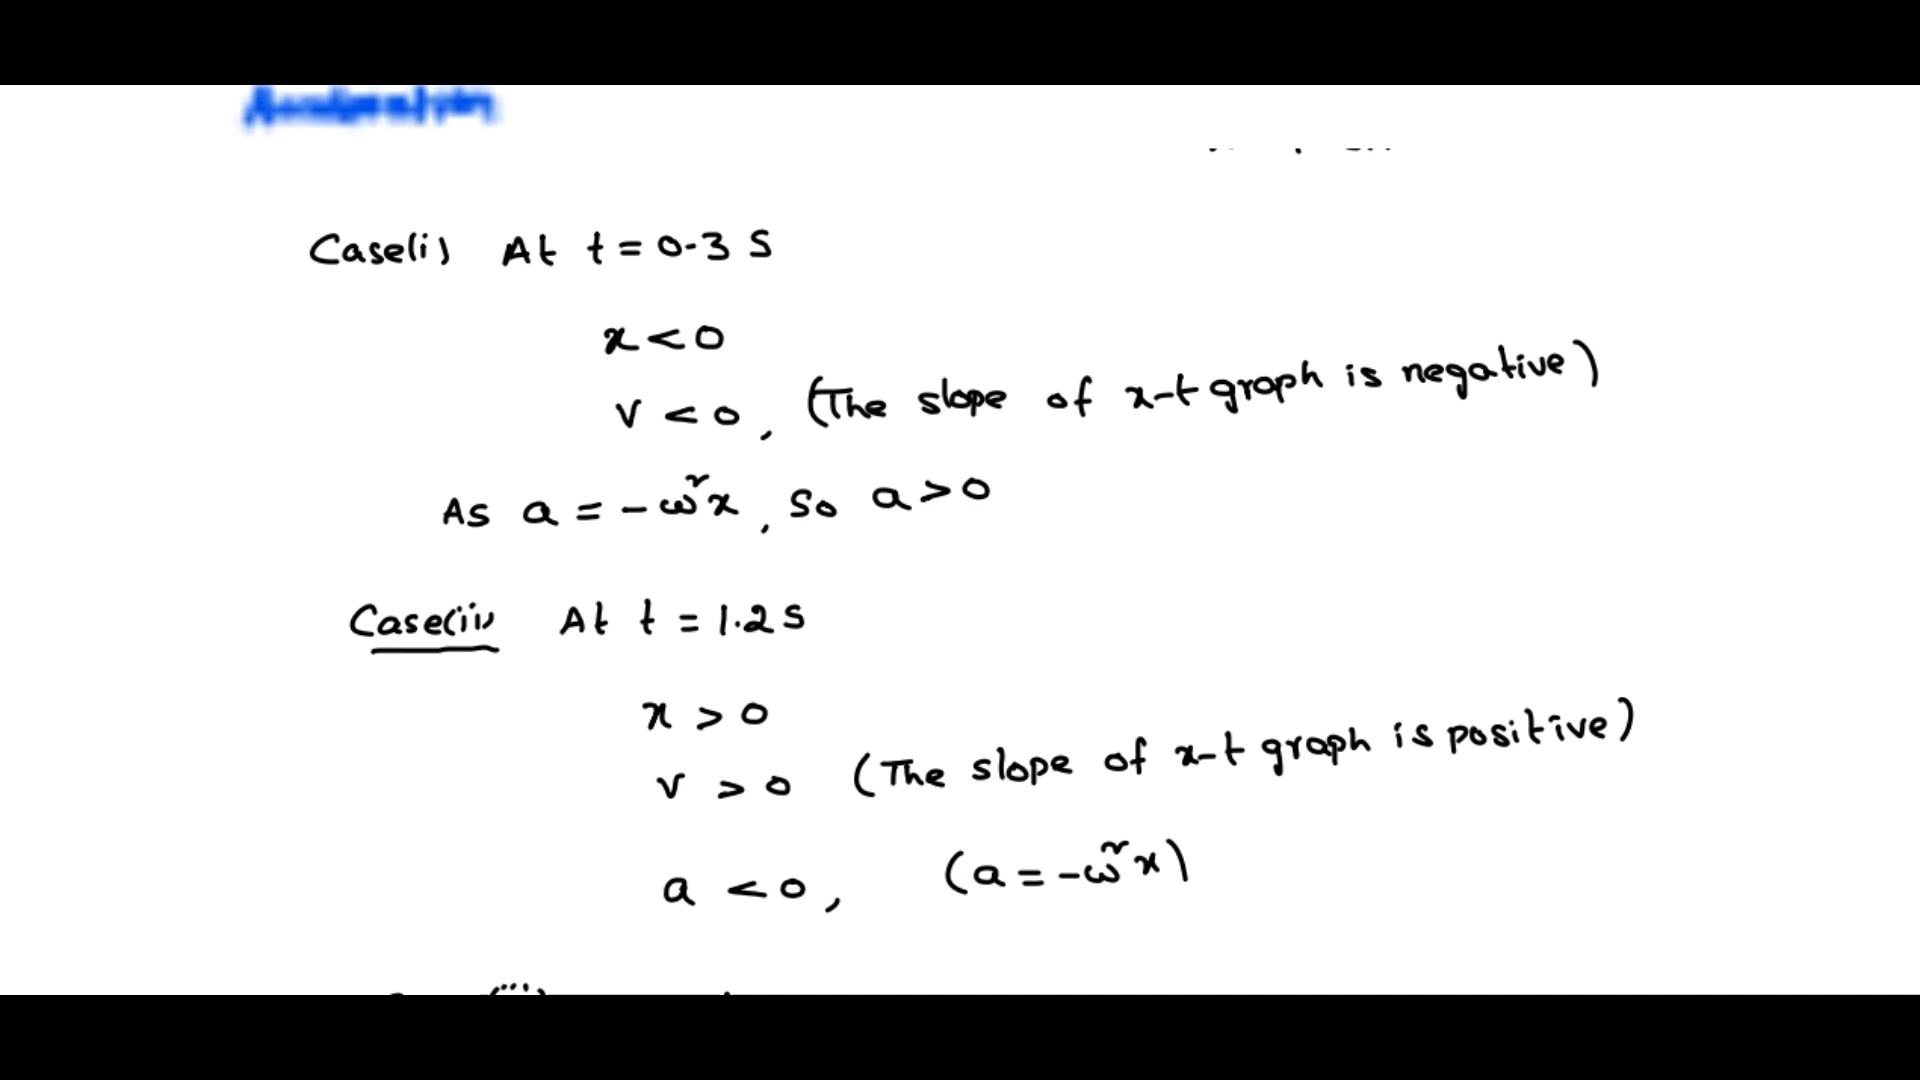 Case(i) At t = 0.3 S
x < 0
v < 0, (The slope of x-t graph is negative)
As a = -ω²x, so a > 0
Case(ii) At t = 1.2 S
x > 0
v > 0 (The slope of x-t graph is positive)
a < 0, (a = -ω²x)
(iii)